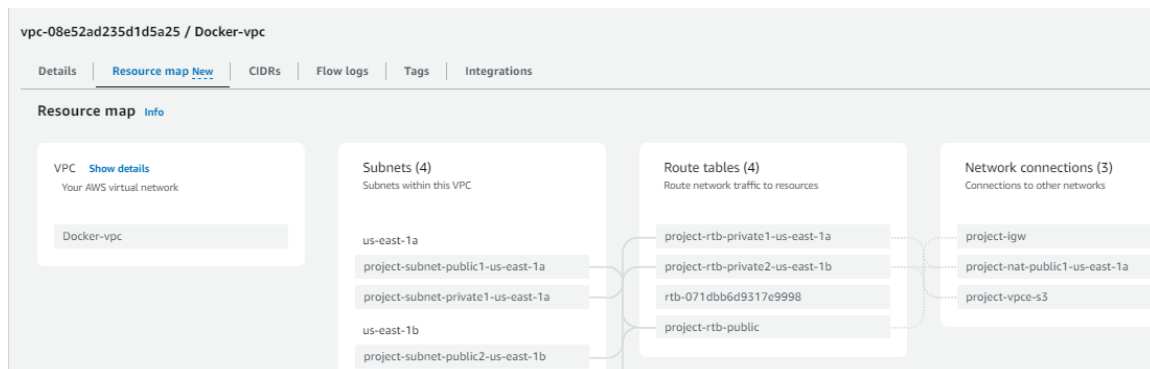 vpc-08e52ad235d1d5a25 / Docker-vpc
Details Resource map New CIDRs Flow logs Tags Integrations
Resource map Info
VPC Show details
Your AWS virtual network
Docker-vpc
Subnets (4)
Subnets within this VPC
us-east-1a
project-subnet-public1-us-east-1a
project-subnet-private1-us-east-1a
us-east-1b
project-subnet-public2-us-east-1b
Route tables (4)
Route network traffic to resources
project-rtb-private1-us-east-1a
project-rtb-private2-us-east-1b
rtb-071dbb6d9317e9998
project-rtb-public
Network connections (3)
Connections to other networks
project-igw
project-nat-public1-us-east-1a
project-vpce-s3